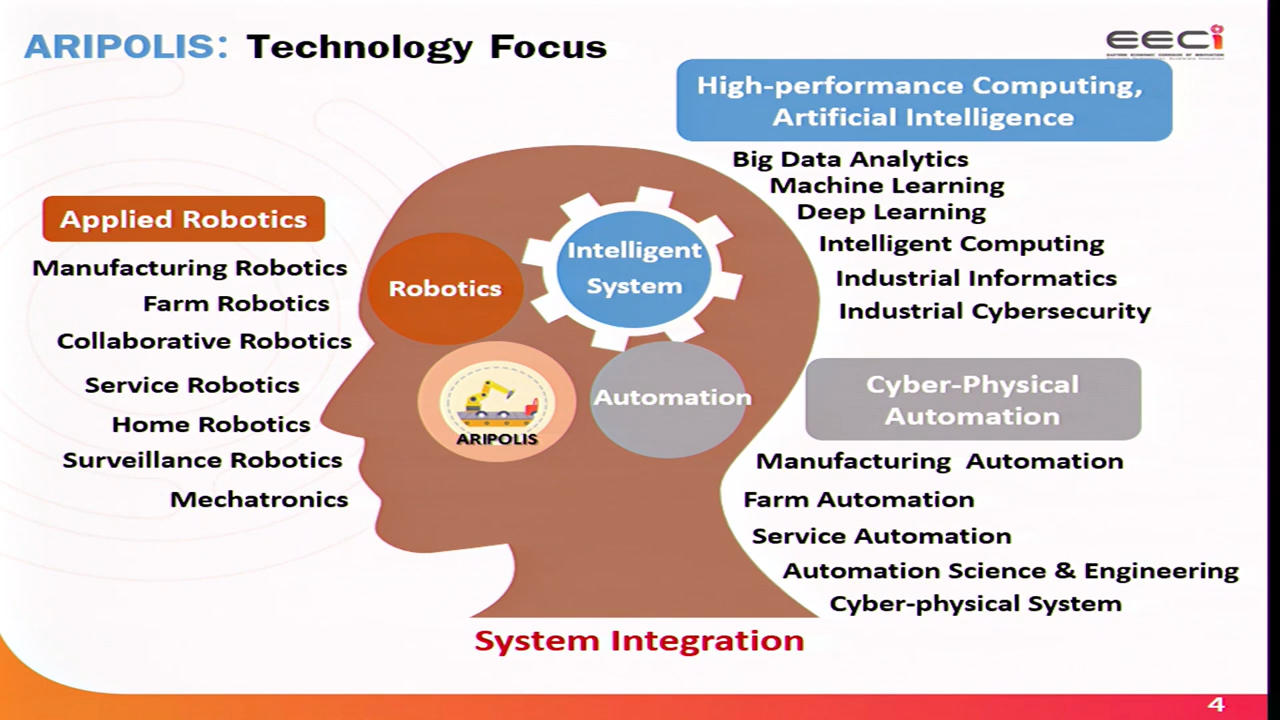 ARIPOLIS: Technology Focus
eeci
High-performance Computing,
Artificial Intelligence
Big Data Analytics
Machine Learning
Deep Learning
Intelligent Computing
Industrial Informatics
Industrial Cybersecurity
Applied Robotics
Manufacturing Robotics
Farm Robotics
Collaborative Robotics
Service Robotics
Home Robotics
Surveillance Robotics
Mechatronics
Robotics
Intelligent
System
ARIPOLIS
Automation
Cyber-Physical
Automation
Manufacturing Automation
Farm Automation
Service Automation
Automation Science & Engineering
Cyber-physical System
System Integration
4